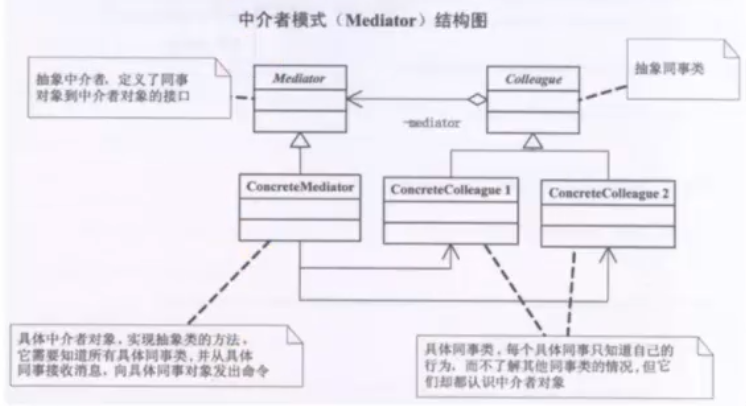 中介者模式（Mediator）结构图
抽象中介者，定义了同事
对象到中介者对象的接口
Mediator
Colleague
抽象同事类
-mediator
ConcreteMediator
ConcreteColleague 1
ConcreteColleague 2
具体中介者对象，实现抽象类的方法，
它需要知道所有具体同事类，并从具体
同事接收消息，向具体同事对象发出命令
具体同事类，每个具体同事只知道自己的
行为，而不了解其他同事类的情况，但它
们却都认识中介者对象